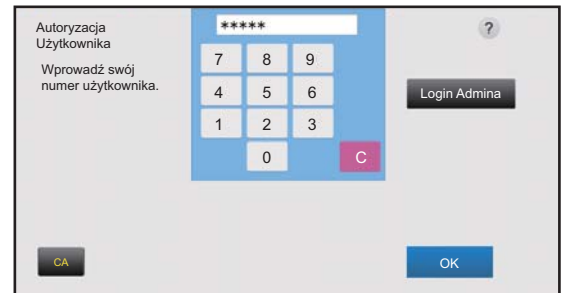 Autoryzacja
Użytkownika
Wprowadź swój
numer użytkownika.
*****
7 8 9
4 5 6
1 2 3
0 C
?
Login Admina
CA
OK